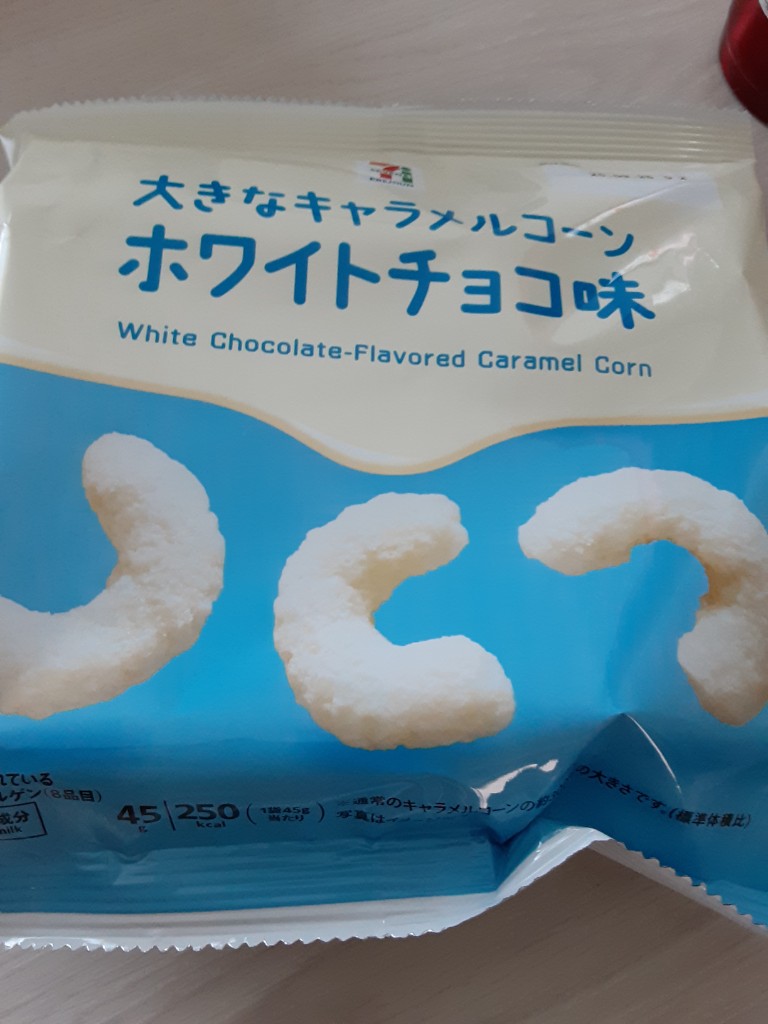 大きなキャラメルコーン
ホワイトチョコ味
White Chocolate-Flavored Caramel Corn
れている
ルゲン(8品目)
成分
milk
45g 250kcal (1袋45g当たり)
※通常のキャラメルコーンの
の大きさです。(標準体積比)
写真は